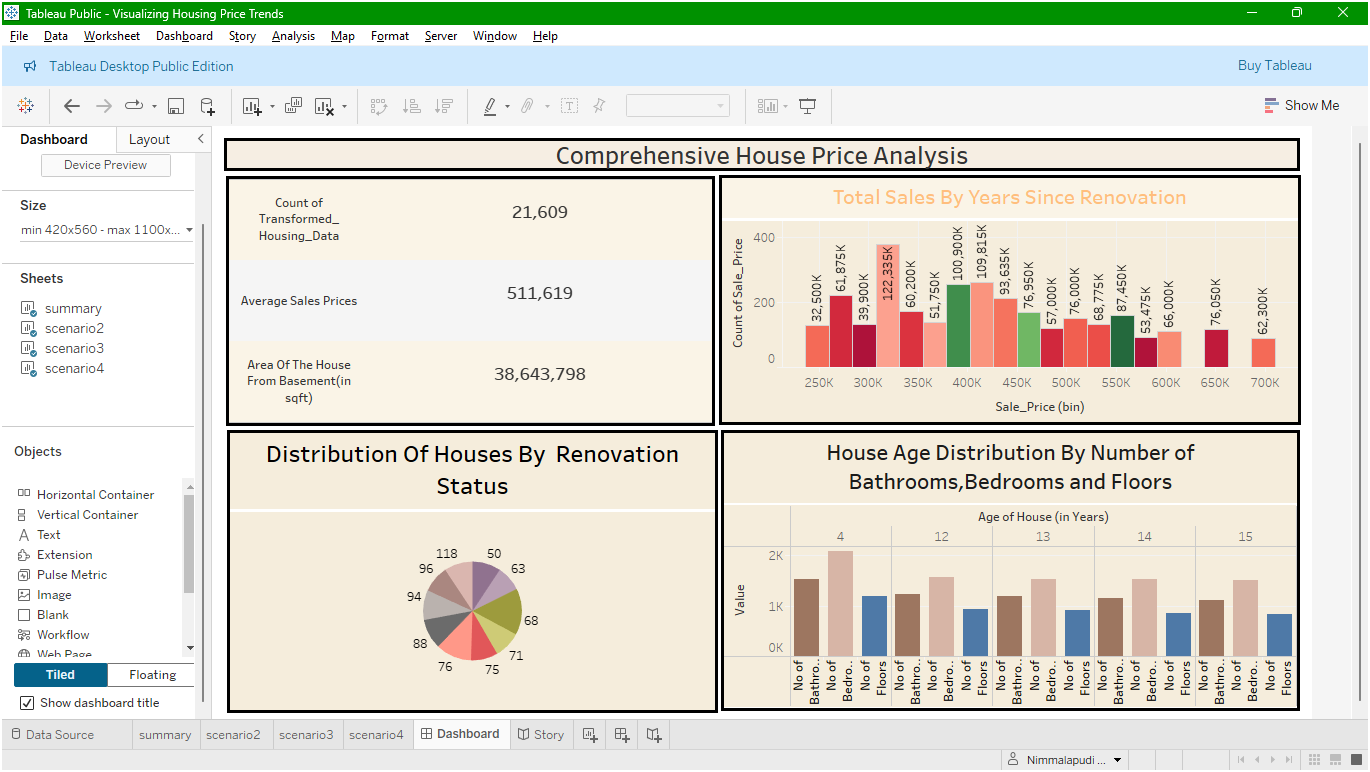 Tableau Public - Visualizing Housing Price Trends
File Data Worksheet Dashboard Story Analysis Map Format Server Window Help
Tableau Desktop Public Edition
Buy Tableau
Show Me
Dashboard Layout
Device Preview
Size
min 420x560 - max 1100x...
Sheets
summary
scenario2
scenario3
scenario4
Objects
Horizontal Container
Vertical Container
Text
Extension
Pulse Metric
Image
Blank
Workflow
Web Page
Tiled Floating
Show dashboard title
Comprehensive House Price Analysis
Count of
Transformed_
Housing_Data
21,609
Average Sales Prices
511,619
Area Of The House
From Basement(in
sqft)
38,643,798
Total Sales By Years Since Renovation
Count of Sale_Price
400
200
0
32,500K
61,875K
39,900K
122,335K
60,200K
51,750K
100,900K
109,815K
93,635K
76,950K
57,000K
76,000K
68,775K
87,450K
53,475K
66,000K
76,050K
62,300K
250K 300K 350K 400K 450K 500K 550K 600K 650K 700K
Sale_Price (bin)
Distribution Of Houses By Renovation
Status
118 50
96 63
94
68
88 71
76 75
House Age Distribution By Number of
Bathrooms,Bedrooms and Floors
Age of House (in Years)
4 12 13 14 15
Value
2K
1K
0K
No of
Bathro..
No of
Bedro..
No of
Floors
No of
Bathro..
No of
Bedro..
No of
Floors
No of
Bathro..
No of
Bedro..
No of
Floors
No of
Bathro..
No of
Bedro..
No of
Floors
No of
Bathro..
No of
Bedro..
No of
Floors
Data Source summary scenario2 scenario3 scenario4 Dashboard Story
Nimmalapudi ...